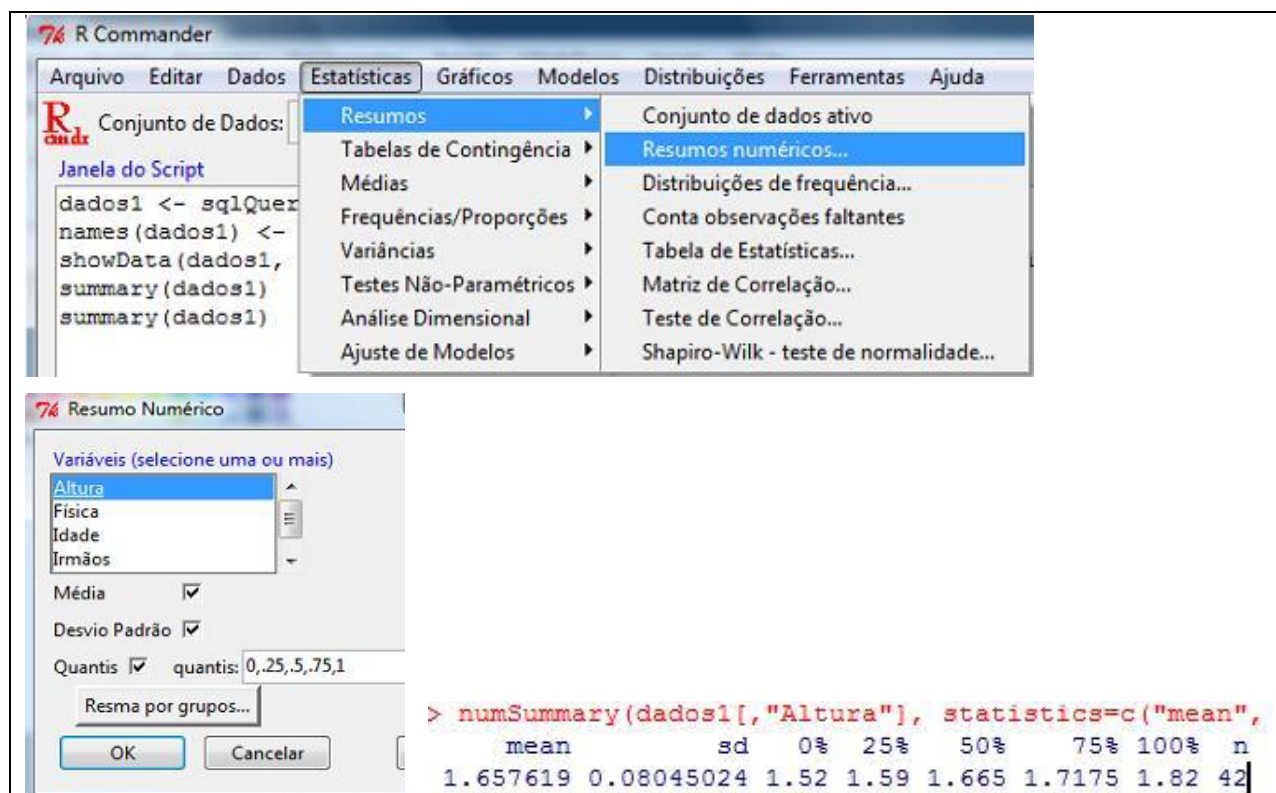 R Commander
Arquivo Editar Dados Estatísticas Gráficos Modelos Distribuições Ferramentas Ajuda
R cmdr Conjunto de Dados:
Janela do Script
dados1 <- sqlQuer
names(dados1) <-
showData(dados1,
summary(dados1)
summary(dados1)
Resumos
Tabelas de Contingência
Médias
Frequências/Proporções
Variâncias
Testes Não-Paramétricos
Análise Dimensional
Ajuste de Modelos
Conjunto de dados ativo
Resumos numéricos...
Distribuições de frequência...
Conta observações faltantes
Tabela de Estatísticas...
Matriz de Correlação...
Teste de Correlação...
Shapiro-Wilk - teste de normalidade...
Resumo Numérico
Variáveis (selecione uma ou mais)
Altura
Física
Idade
Irmãos
Média
Desvio Padrão
Quantis quantis: 0,.25,.5,.75,1
Resma por grupos...
OK Cancelar
> numSummary(dados1[,"Altura"], statistics=c("mean",
mean sd 0% 25% 50% 75% 100% n
1.657619 0.08045024 1.52 1.59 1.665 1.7175 1.82 42